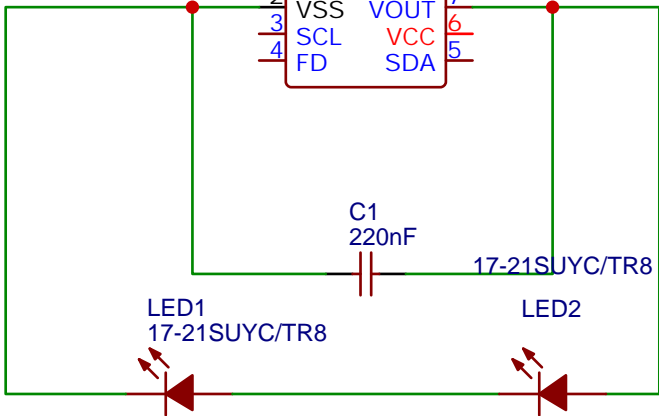 2 VSS VOUT 7
3 SCL VCC 6
4 FD SDA 5
C1
220nF
17-21SUYC/TR8
LED1
LED2
17-21SUYC/TR8